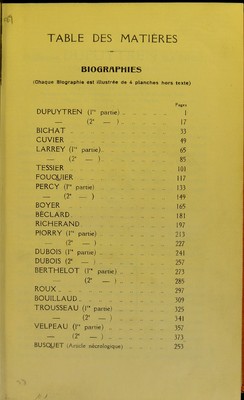 TABLE DES MATIÈRES
BIOGRAPHIES
(Chaque Biographie est illustrée de 4 planches hors texte)
Pages
DUPUYTREN (1re partie) 1
— (2e — ) 17
BICHAT 33
CUVIER 49
LARREY (1re partie) 65
— (2e — ) 85
TESSIER 101
FOUQUIER 117
PERCY (1re partie) 133
— (2e — ) 149
BOYER 165
BÉCLARD 181
RICHERAND 197
PIORRY (1re partie) 213
— (2e — ) 227
DUBOIS (1re partie) 241
DUBOIS (2e — ) 257
BERTHELOT (1re partie) 273
— (2e — ) 285
ROUX 297
BOUILLAUD 309
TROUSSEAU (1re partie) 325
— (2e — ) 341
VELPEAU (1re partie) 357
— (2e — ) 373
BUSQUET (Article nécrologique) 253